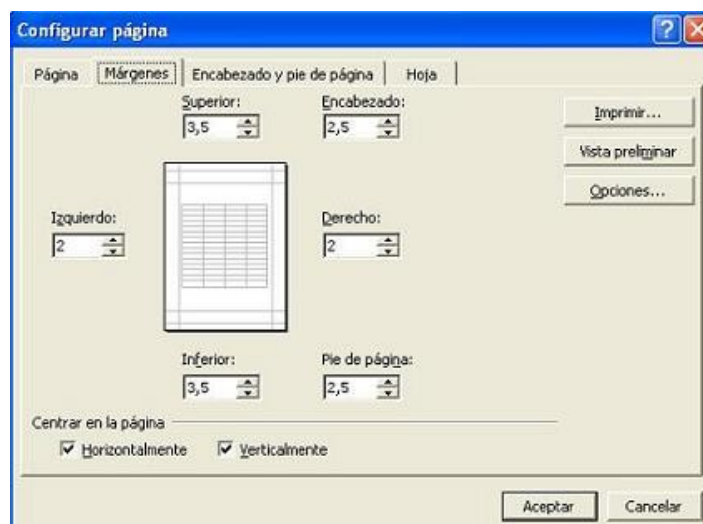 Configurar página
Página Márgenes Encabezado y pie de página Hoja
Superior: Encabezado:
3,5 2,5
Imprimir...
Vista preliminar
Opciones...
Izquierdo: Derecho:
2 2
Inferior: Pie de página:
3,5 2,5
Centrar en la página
Horizontalmente Verticalmente
Aceptar Cancelar